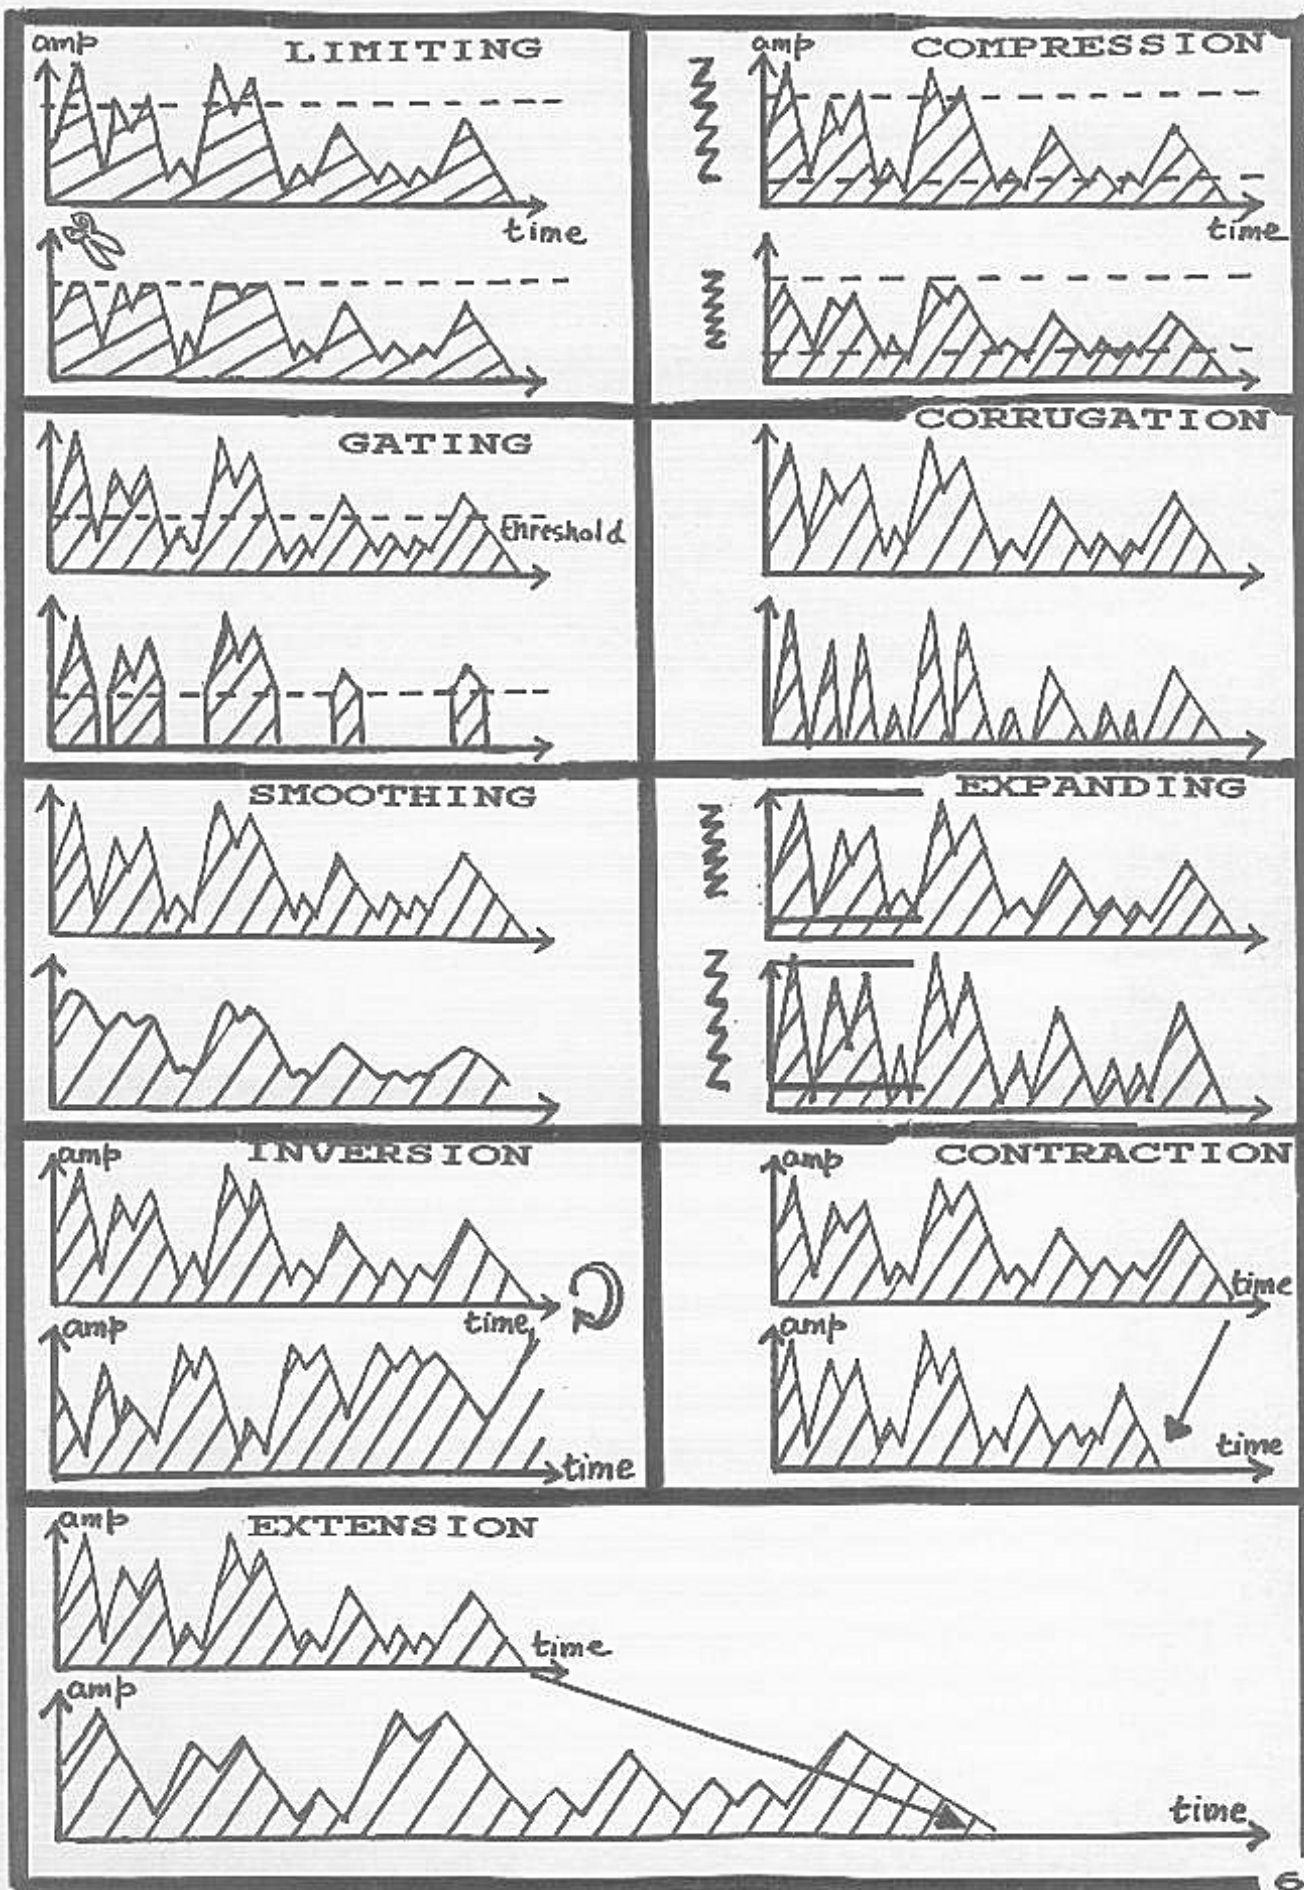 amp
LIMITING
time
amp
COMPRESSION
time
GATING
threshold
CORRUGATION
SMOOTHING
EXPANDING
amp
INVERSION
time
amp
time
amp
CONTRACTION
time
amp
time
amp
EXTENSION
time
amp
time
6